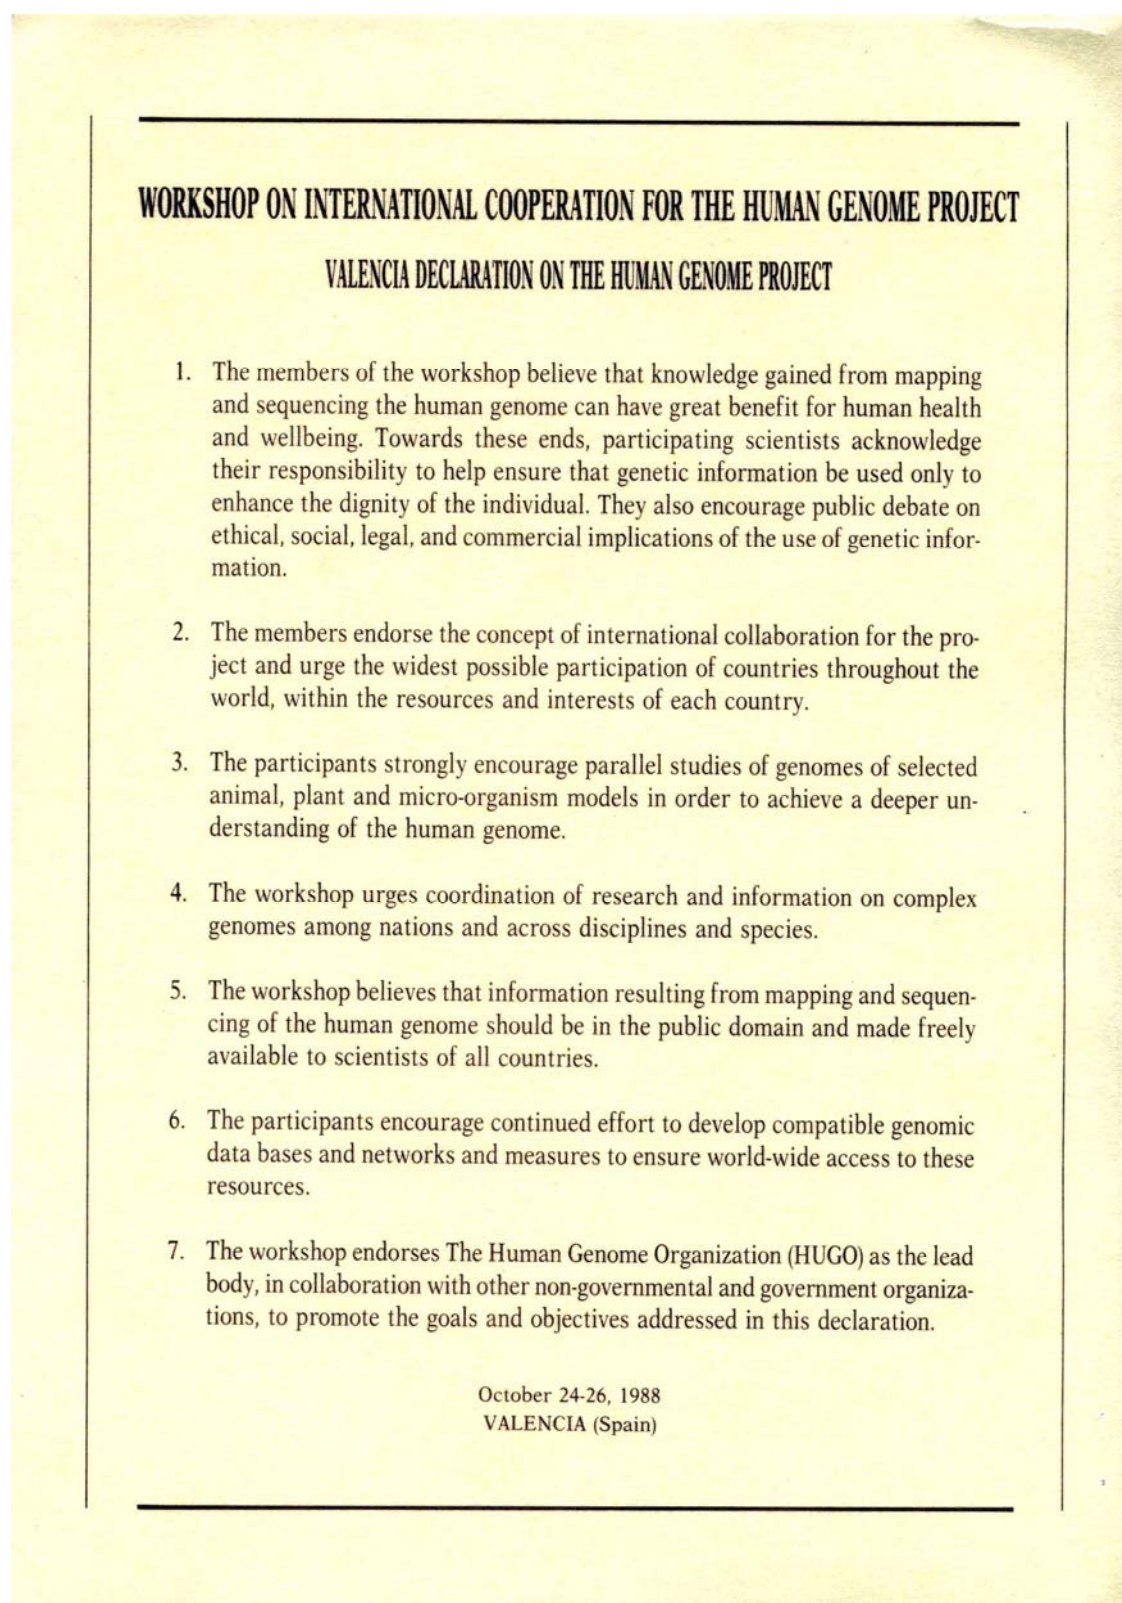 WORKSHOP ON INTERNATIONAL COOPERATION FOR THE HUMAN GENOME PROJECT
VALENCIA DECLARATION ON THE HUMAN GENOME PROJECT
1. The members of the workshop believe that knowledge gained from mapping
and sequencing the human genome can have great benefit for human health
and wellbeing. Towards these ends, participating scientists acknowledge
their responsibility to help ensure that genetic information be used only to
enhance the dignity of the individual. They also encourage public debate on
ethical, social, legal, and commercial implications of the use of genetic infor-
mation.
2. The members endorse the concept of international collaboration for the pro-
ject and urge the widest possible participation of countries throughout the
world, within the resources and interests of each country.
3. The participants strongly encourage parallel studies of genomes of selected
animal, plant and micro-organism models in order to achieve a deeper un-
derstanding of the human genome.
4. The workshop urges coordination of research and information on complex
genomes among nations and across disciplines and species.
5. The workshop believes that information resulting from mapping and sequen-
cing of the human genome should be in the public domain and made freely
available to scientists of all countries.
6. The participants encourage continued effort to develop compatible genomic
data bases and networks and measures to ensure world-wide access to these
resources.
7. The workshop endorses The Human Genome Organization (HUGO) as the lead
body, in collaboration with other non-governmental and government organiza-
tions, to promote the goals and objectives addressed in this declaration.
October 24-26, 1988
VALENCIA (Spain)